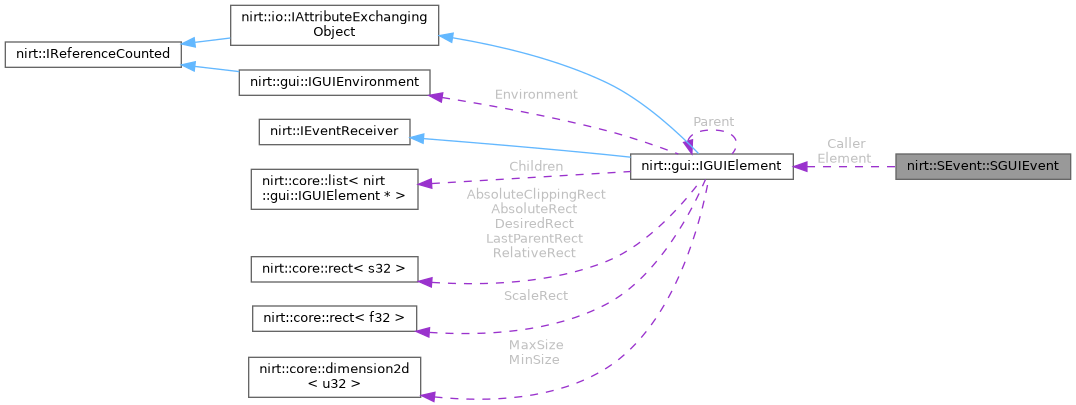 nirt::io::IAttributeExchanging
Object
nirt::IReferenceCounted
nirt::gui::IGUIEnvironment
Environment
nirt::IEventReceiver
Parent
Caller
Element
nirt::gui::IGUIElement
nirt::SEvent::SGUIEvent
Children
nirt::core::list< nirt
::gui::IGUIElement * >
AbsoluteClippingRect
AbsoluteRect
DesiredRect
LastParentRect
RelativeRect
nirt::core::rect< s32 >
ScaleRect
nirt::core::rect< f32 >
MaxSize
MinSize
nirt::core::dimension2d
< u32 >